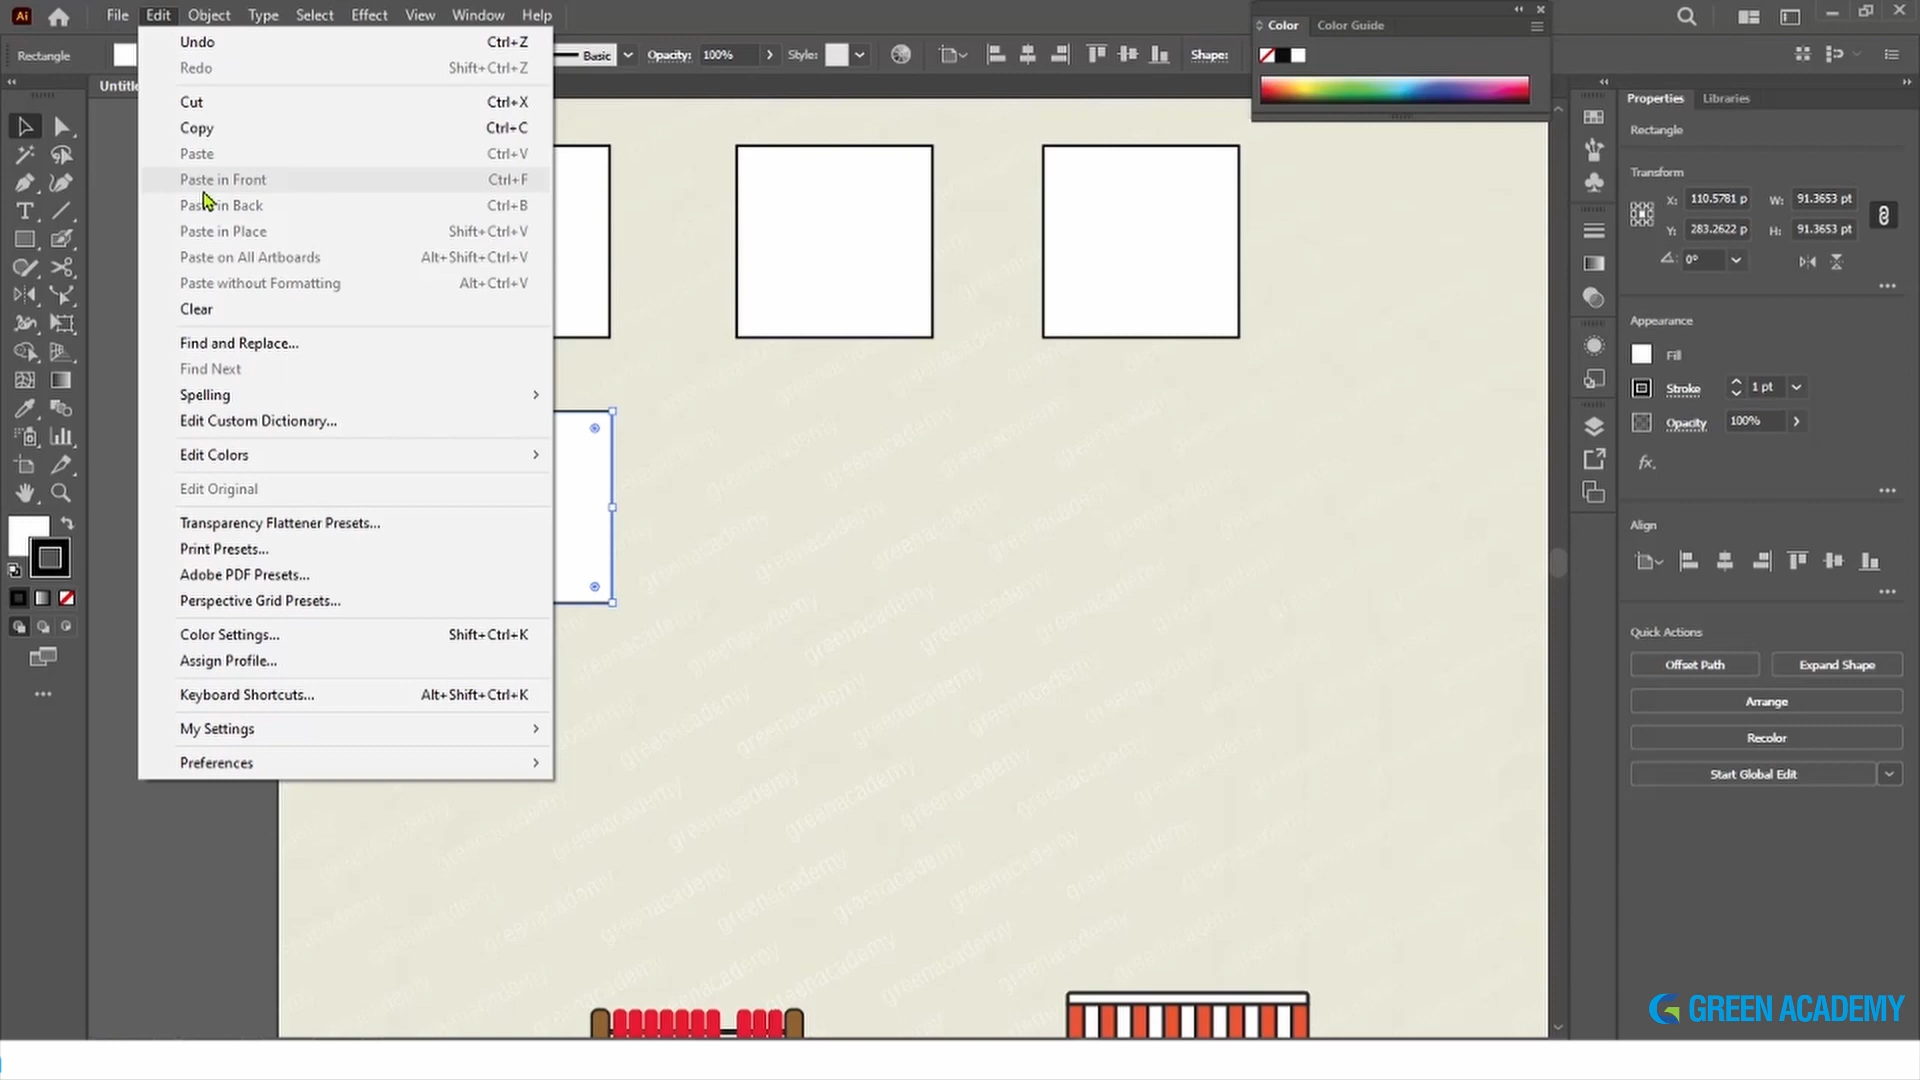 Ai File Edit Object Type Select Effect View Window Help
Rectangle
Basic Opacity: 100% Style: Shape:
Color Color Guide
Undo Ctrl+Z
Redo Shift+Ctrl+Z
Cut Ctrl+X
Copy Ctrl+C
Paste Ctrl+V
Paste in Front Ctrl+F
Paste in Back Ctrl+B
Paste in Place Shift+Ctrl+V
Paste on All Artboards Alt+Shift+Ctrl+V
Paste without Formatting Alt+Ctrl+V
Clear
Find and Replace...
Find Next
Spelling
Edit Custom Dictionary...
Edit Colors
Edit Original
Transparency Flattener Presets...
Print Presets...
Adobe PDF Presets...
Perspective Grid Presets...
Color Settings... Shift+Ctrl+K
Assign Profile...
Keyboard Shortcuts... Alt+Shift+Ctrl+K
My Settings
Preferences
Properties Libraries
Rectangle
Transform
X: 110.5781 p W: 91.3653 pt
Y: 283.2622 p H: 91.3653 pt
0°
Appearance
Fill
Stroke 1 pt
Opacity 100%
fx.
Align
Quick Actions
Offset Path Expand Shape
Arrange
Recolor
Start Global Edit
greenacademy
GREEN ACADEMY